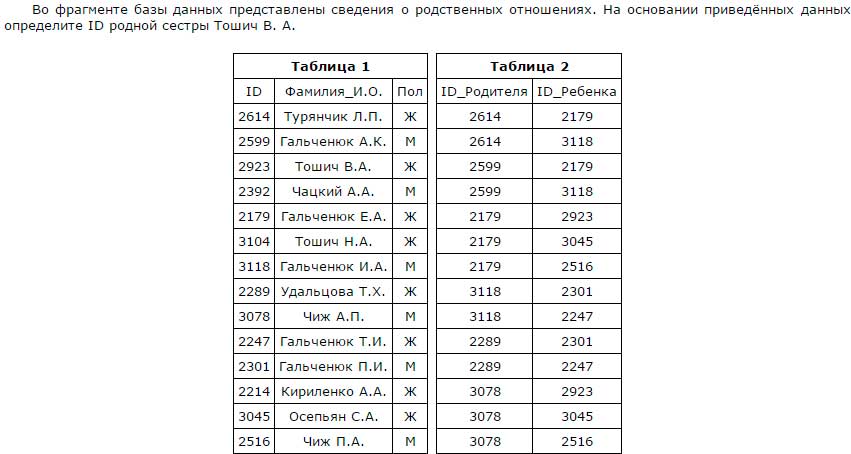 Во фрагменте базы данных представлены сведения о родственных отношениях. На основании приведённых данных
определите ID родной сестры Тошич В. А.
Таблица 1
ID Фамилия_И.О. Пол
2614 Турянчик Л.П. Ж
2599 Гальченюк А.К. М
2923 Тошич В.А. Ж
2392 Чацкий А.А. М
2179 Гальченюк Е.А. Ж
3104 Тошич Н.А. Ж
3118 Гальченюк И.А. М
2289 Удальцова Т.Х. Ж
3078 Чиж А.П. М
2247 Гальченюк Т.И. Ж
2301 Гальченюк П.И. М
2214 Кириленко А.А. Ж
3045 Осепьян С.А. Ж
2516 Чиж П.А. М
Таблица 2
ID_Родителя ID_Ребенка
2614 2179
2614 3118
2599 2179
2599 3118
2179 2923
2179 3045
2179 2516
3118 2301
3118 2247
2289 2301
2289 2247
3078 2923
3078 3045
3078 2516